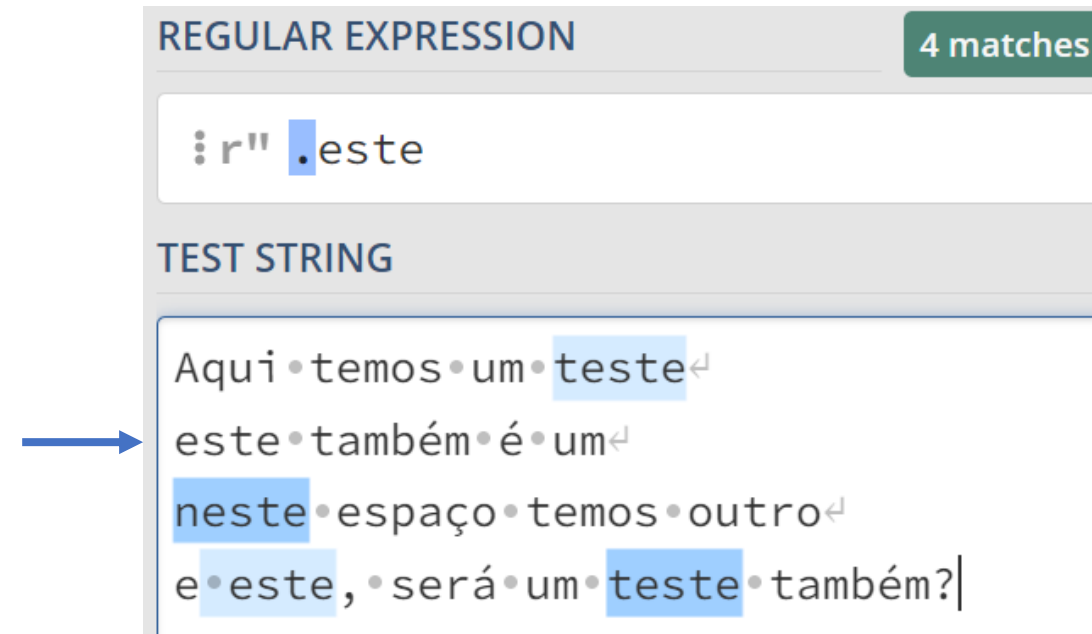 REGULAR EXPRESSION
4 matches
r" .este
TEST STRING
Aqui temos um teste
este também é um
neste espaço temos outro
e este, será um teste também?